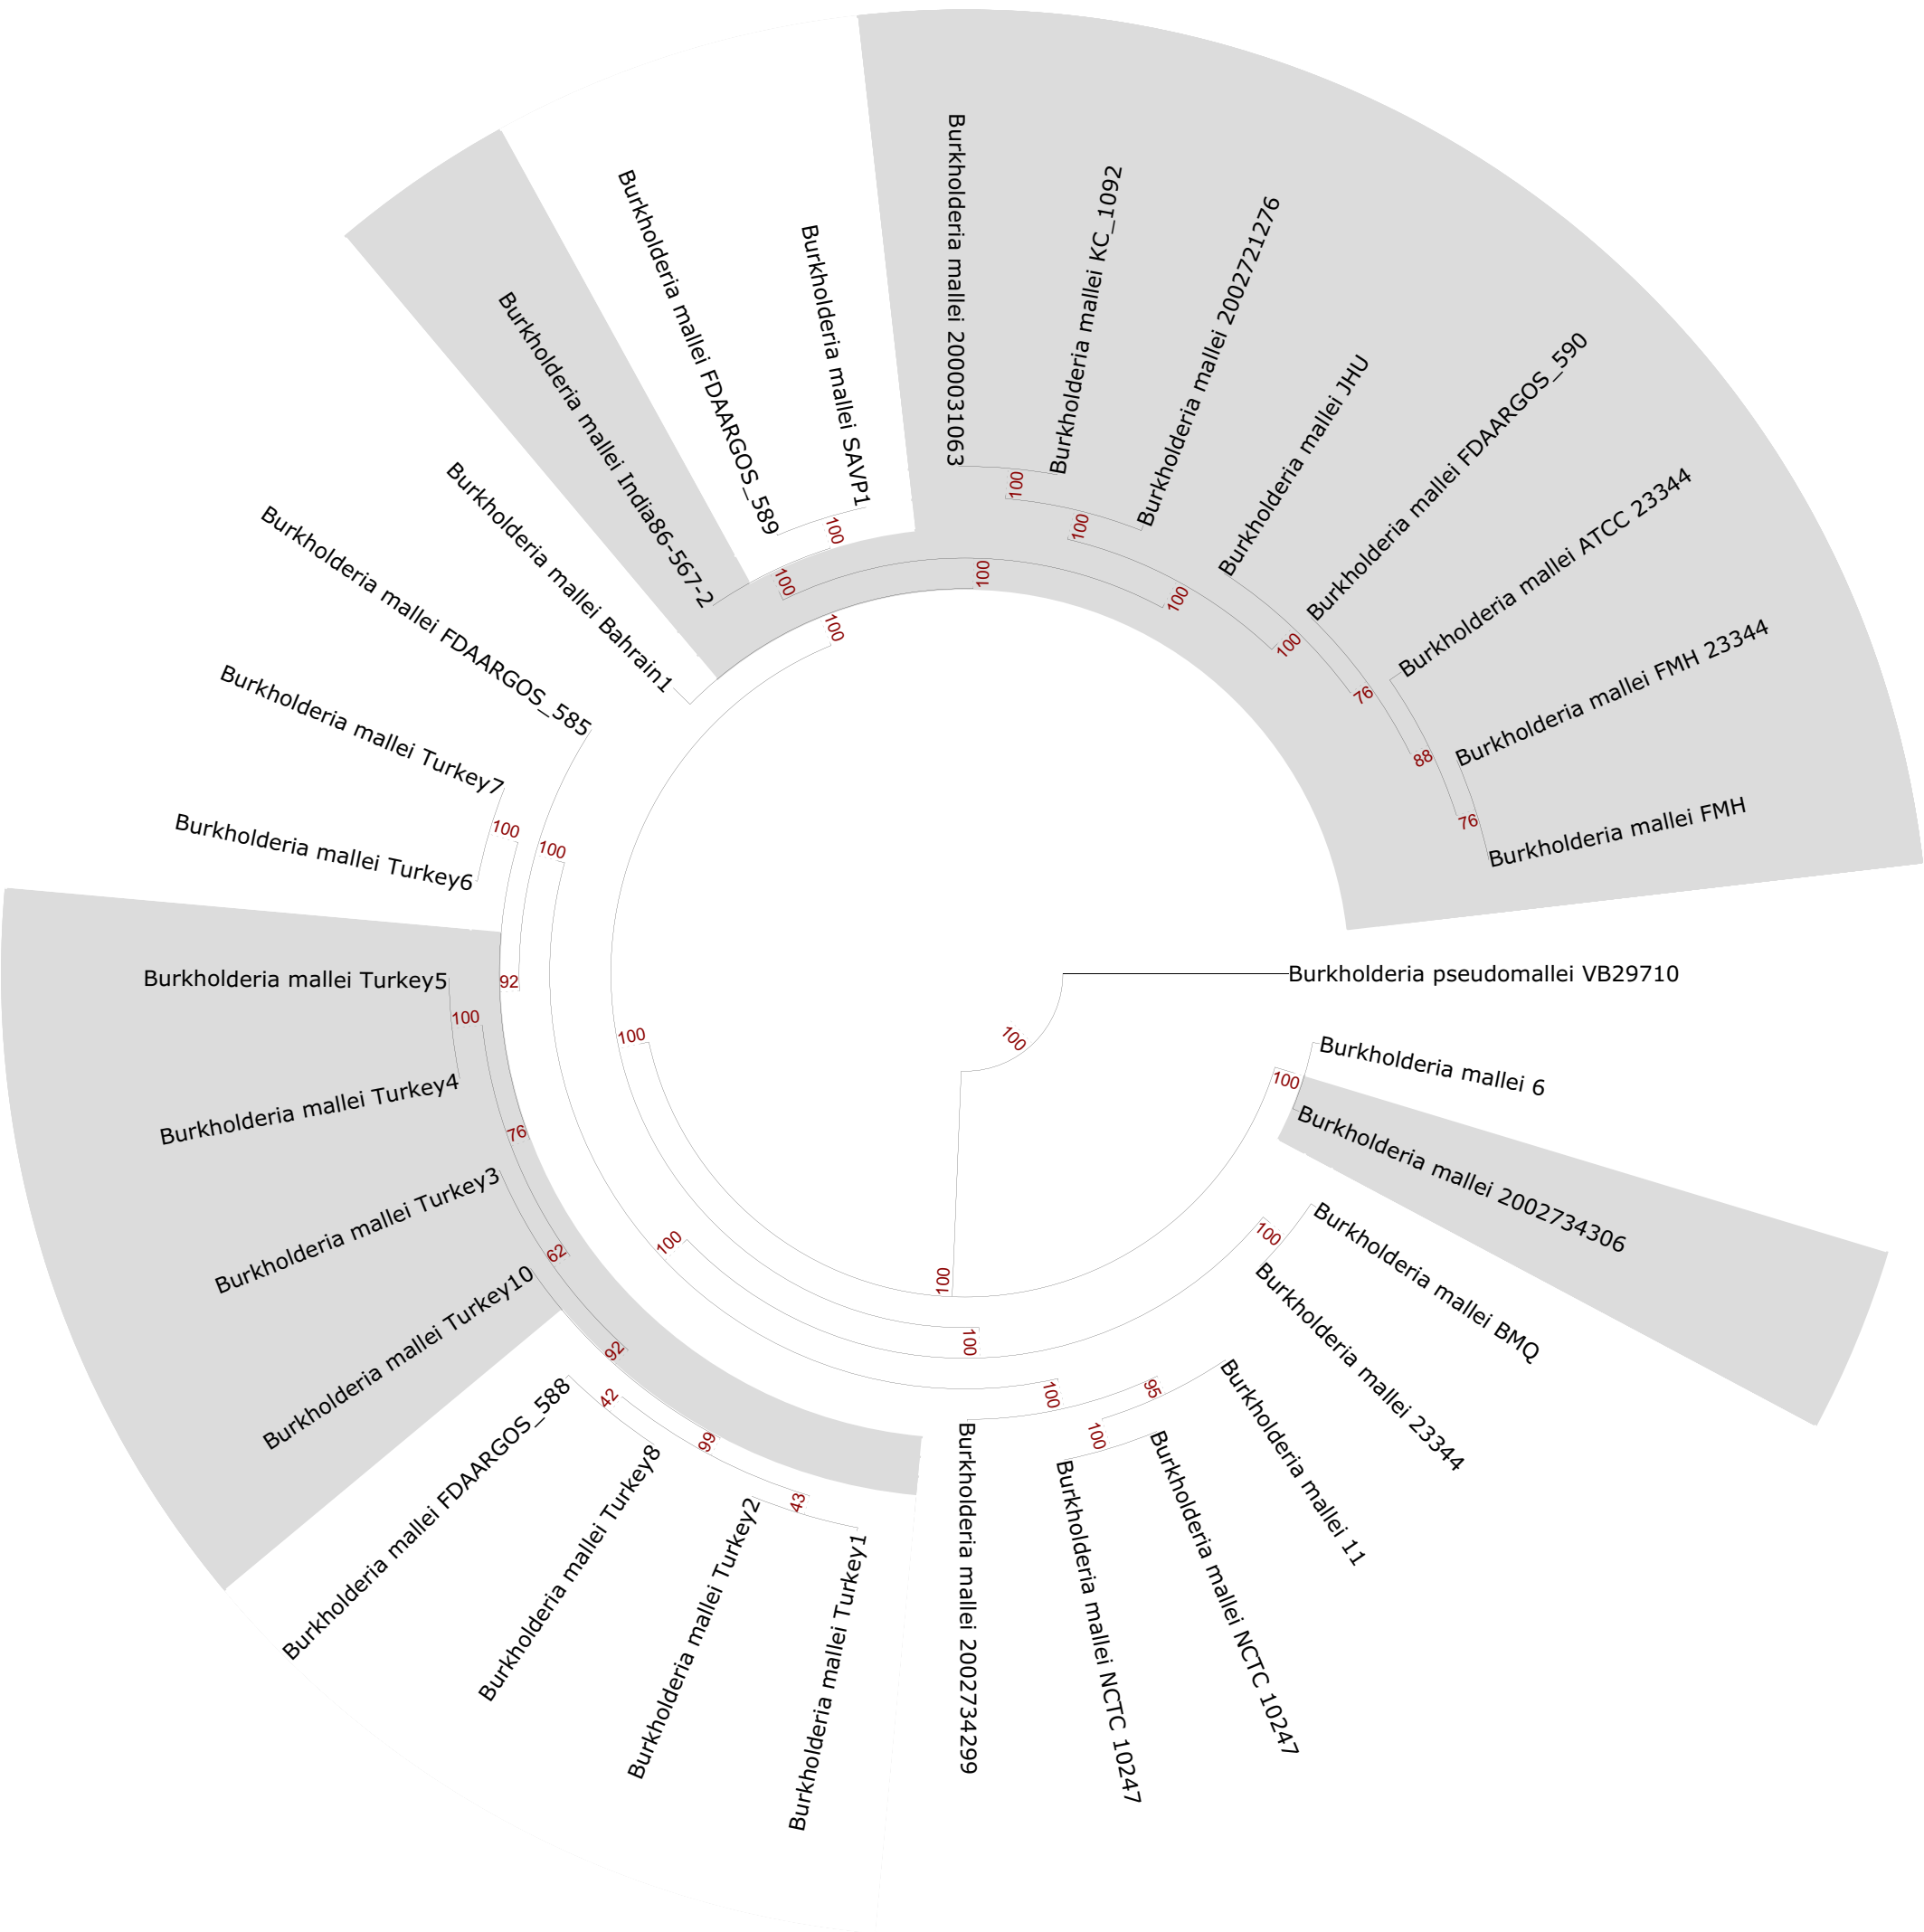 Burkholderia mallei 2000031063
Burkholderia mallei KC_1092
Burkholderia mallei 2002721276
Burkholderia mallei JHU
Burkholderia mallei FDAARGOS_590
Burkholderia mallei ATCC 23344
Burkholderia mallei FMH 23344
Burkholderia mallei FMH
Burkholderia pseudomallei VB29710
Burkholderia mallei 6
Burkholderia mallei 2002734306
Burkholderia mallei BMQ
Burkholderia mallei 23344
Burkholderia mallei 11
Burkholderia mallei NCTC 10247
Burkholderia mallei NCTC 10247
Burkholderia mallei 2002734299
Burkholderia mallei Turkey1
Burkholderia mallei Turkey2
Burkholderia mallei Turkey8
Burkholderia mallei FDAARGOS_588
Burkholderia mallei Turkey10
Burkholderia mallei Turkey3
Burkholderia mallei Turkey4
Burkholderia mallei Turkey5
Burkholderia mallei Turkey6
Burkholderia mallei Turkey7
Burkholderia mallei FDAARGOS_585
Burkholderia mallei Bahrain1
Burkholderia mallei India86-567-2
Burkholderia mallei FDAARGOS_589
Burkholderia mallei SAVP1
100
100
100
100
76
88
76
100
100
100
100
100
100
92
100
76
62
92
42
99
43
100
100
100
100
100
95
100
100
100
100